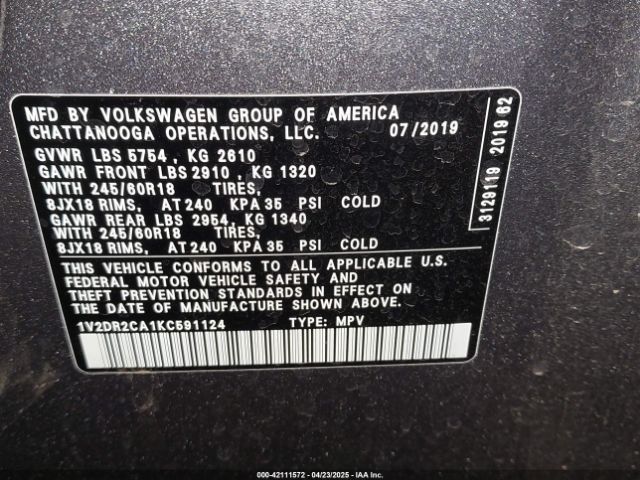 MFD BY VOLKSWAGEN GROUP OF AMERICA
CHATTANOOGA OPERATIONS, LLC. 07/2019
GVWR LBS 5754 , KG 2610
GAWR FRONT LBS 2910 , KG 1320
WITH 245/60R18 TIRES,
8JX18 RIMS, AT 240 KPA 35 PSI COLD
GAWR REAR LBS 2954, KG 1340
WITH 245/60R18 TIRES,
8JX18 RIMS, AT 240 KPA 35 PSI COLD
THIS VEHICLE CONFORMS TO ALL APPLICABLE U.S.
FEDERAL MOTOR VEHICLE SAFETY AND
THEFT PREVENTION STANDARDS IN EFFECT ON
THE DATE OF MANUFACTURE SHOWN ABOVE.
1V2DR2CA1KC591124 TYPE: MPV
3129119 2019 62
000-42111572 | 04/23/2025 - IAA Inc.